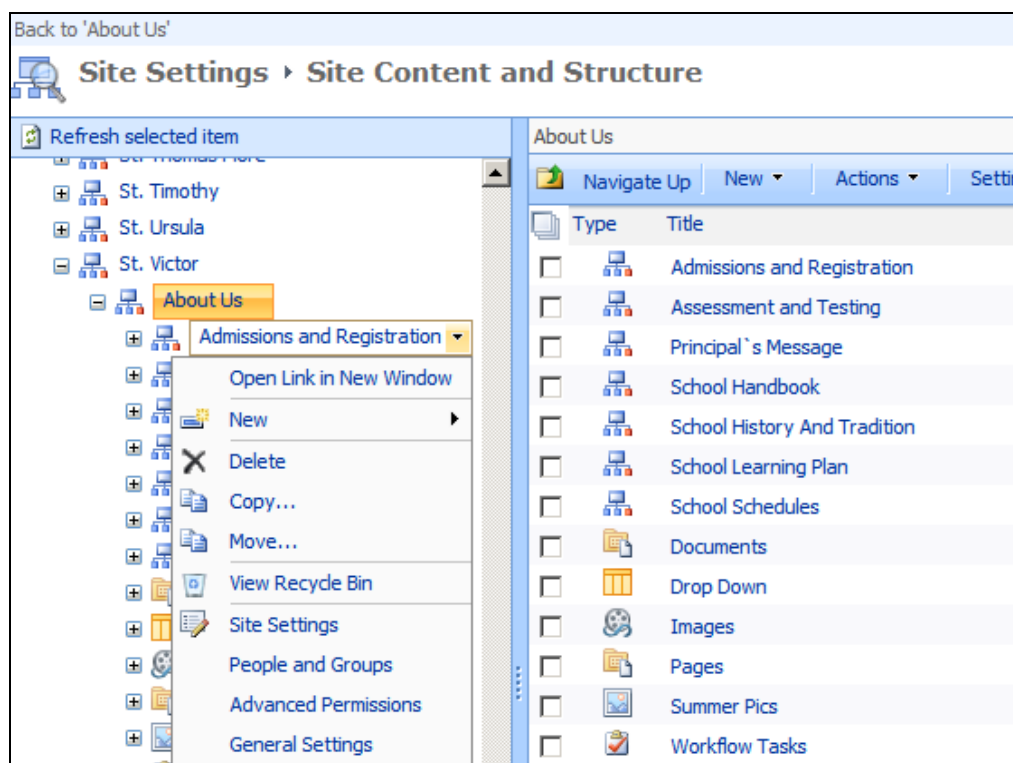 Back to 'About Us'
Site Settings ‣ Site Content and Structure
Refresh selected item
St. Thomas More
St. Timothy
St. Ursula
St. Victor
About Us
Admissions and Registration
Open Link in New Window
New
Delete
Copy...
Move...
View Recycle Bin
Site Settings
People and Groups
Advanced Permissions
General Settings
About Us
Navigate Up New Actions
Type Title
Admissions and Registration
Assessment and Testing
Principal`s Message
School Handbook
School History And Tradition
School Learning Plan
School Schedules
Documents
Drop Down
Images
Pages
Summer Pics
Workflow Tasks